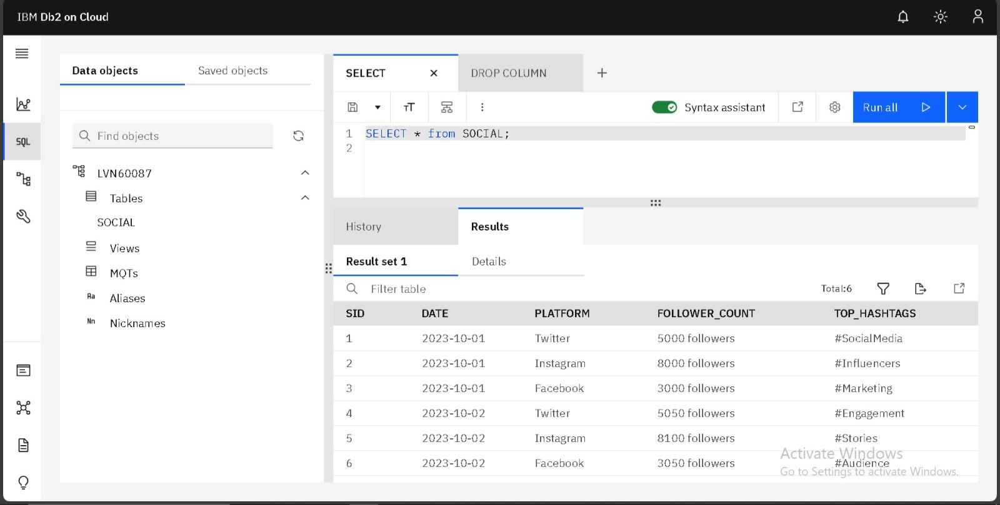 IBM Db2 on Cloud
Data objects
Saved objects
SELECT
DROP COLUMN
SQL
Find objects
LVN60087
Tables
SOCIAL
Views
MQTs
Aa Aliases
Nn Nicknames
TT
Syntax assistant
Run all
1 SELECT * from SOCIAL;
2
History
Results
Result set 1
Details
Filter table
Total:6
SID DATE PLATFORM FOLLOWER_COUNT TOP_HASHTAGS
1 2023-10-01 Twitter 5000 followers #SocialMedia
2 2023-10-01 Instagram 8000 followers #Influencers
3 2023-10-01 Facebook 3000 followers #Marketing
4 2023-10-02 Twitter 5050 followers #Engagement
5 2023-10-02 Instagram 8100 followers #Stories
6 2023-10-02 Facebook 3050 followers #Audience
Activate Windows
Go to Settings to activate Windows.